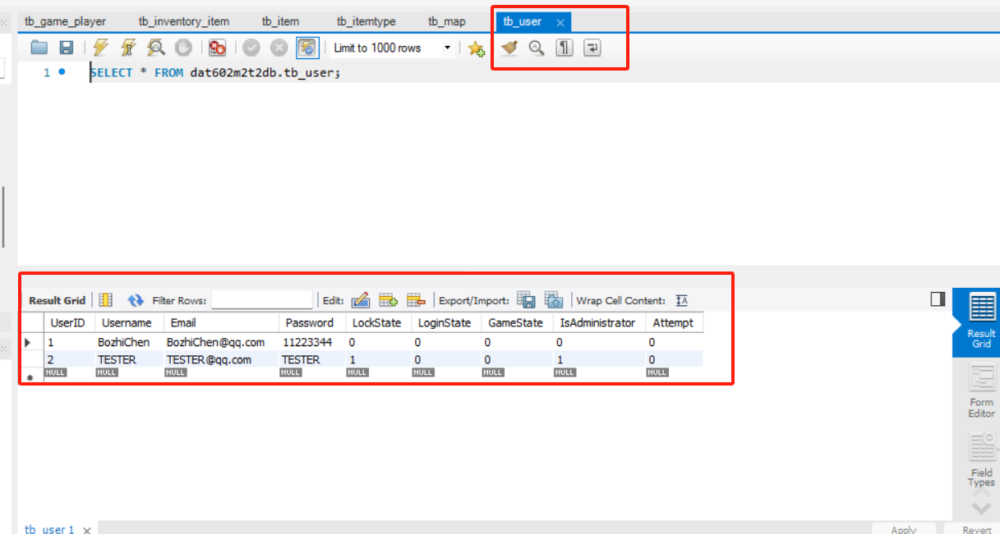 tb_game_player tb_inventory_item tb_item tb_itemtype tb_map tb_user
Limit to 1000 rows
1 SELECT * FROM dat602m2t2db.tb_user;
Result Grid Filter Rows: Edit: Export/Import: Wrap Cell Content:
UserID Username Email Password LockState LoginState GameState IsAdministrator Attempt
1 BozhiChen BozhiChen@qq.com 11223344 0 0 0 0 0
2 TESTER TESTER@qq.com TESTER 1 0 0 1 0
NULL NULL NULL NULL NULL NULL NULL NULL NULL
Result
Grid
Form
Editor
Field
Types
tb_user 1
Apply Revert